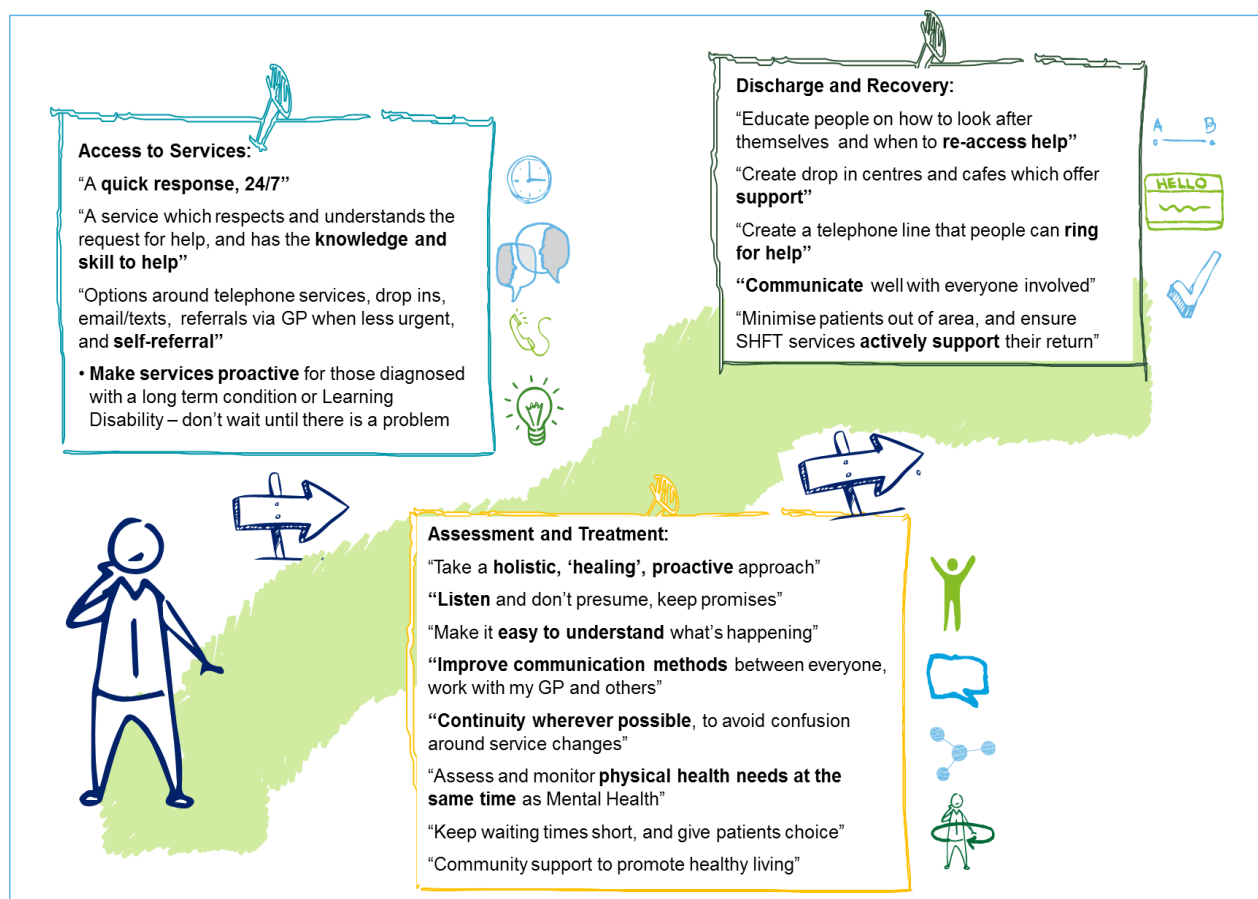 Access to Services:
“A quick response, 24/7”
“A service which respects and understands the
request for help, and has the knowledge and
skill to help”
“Options around telephone services, drop ins,
email/texts,  referrals via GP when less urgent,
and self-referral”
• Make services proactive for those diagnosed
with a long term condition or Learning
Disability – don’t wait until there is a problem
Discharge and Recovery:
“Educate people on how to look after
themselves  and when to re-access help”
“Create drop in centres and cafes which offer
support”
“Create a telephone line that people can ring
for help”
“Communicate well with everyone involved”
“Minimise patients out of area, and ensure
SHFT services actively support their return”
A B
HELLO
Assessment and Treatment:
“Take a holistic, ‘healing’, proactive approach”
“Listen and don’t presume, keep promises”
“Make it easy to understand what’s happening”
“Improve communication methods between everyone,
work with my GP and others”
“Continuity wherever possible, to avoid confusion
around service changes”
“Assess and monitor physical health needs at the
same time as Mental Health”
“Keep waiting times short, and give patients choice”
“Community support to promote healthy living”